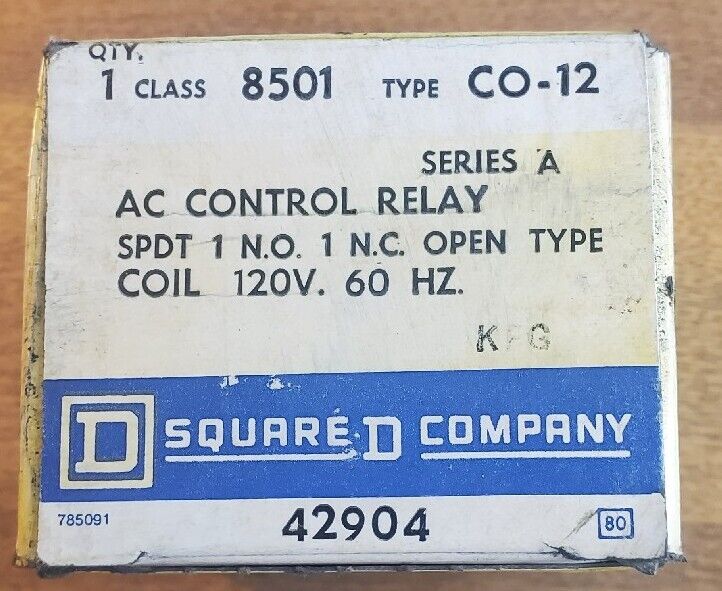 QTY.
1 CLASS 8501 TYPE CO-12
SERIES A
AC CONTROL RELAY
SPDT 1 N.O. 1 N.C. OPEN TYPE
COIL 120V. 60 HZ.
D SQUARE D COMPANY
785091 42904 80